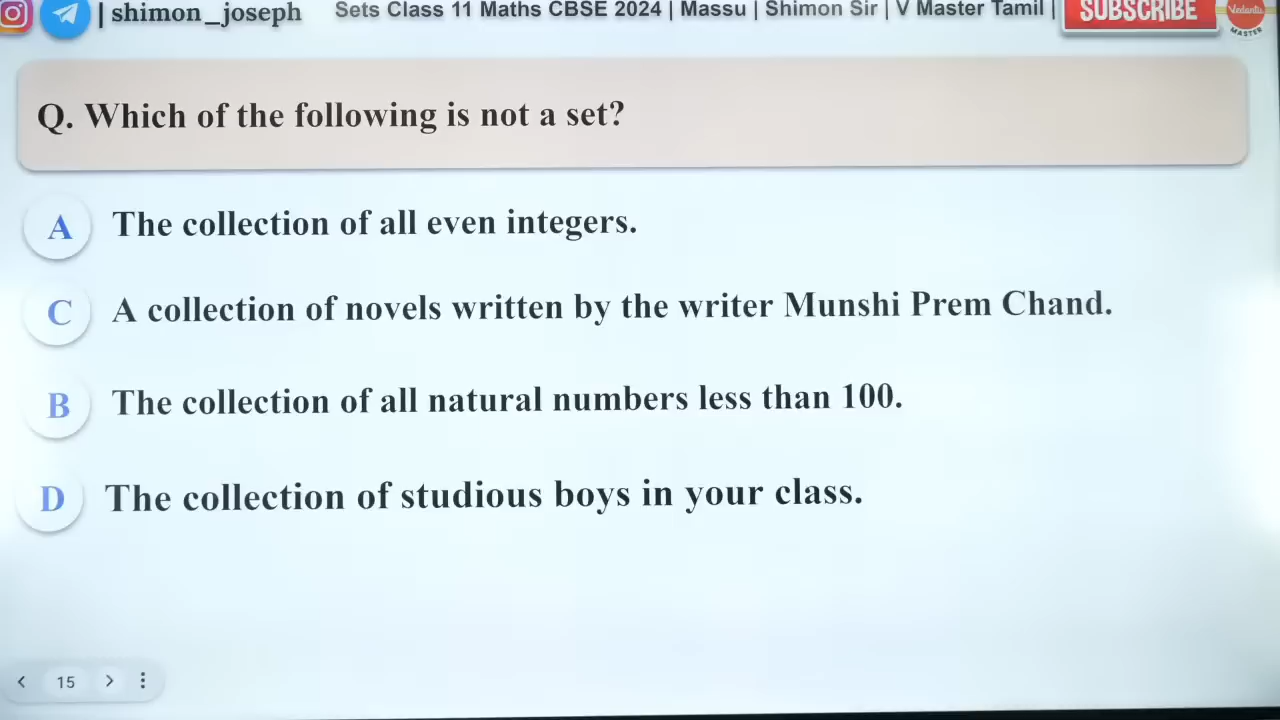 | shimon_joseph Sets Class 11 Maths CBSE 2024 | Massu | Shimon Sir | V Master Tamil | SUBSCRIBE Vedantu MASTER
Q. Which of the following is not a set?
A The collection of all even integers.
C A collection of novels written by the writer Munshi Prem Chand.
B The collection of all natural numbers less than 100.
D The collection of studious boys in your class.
15